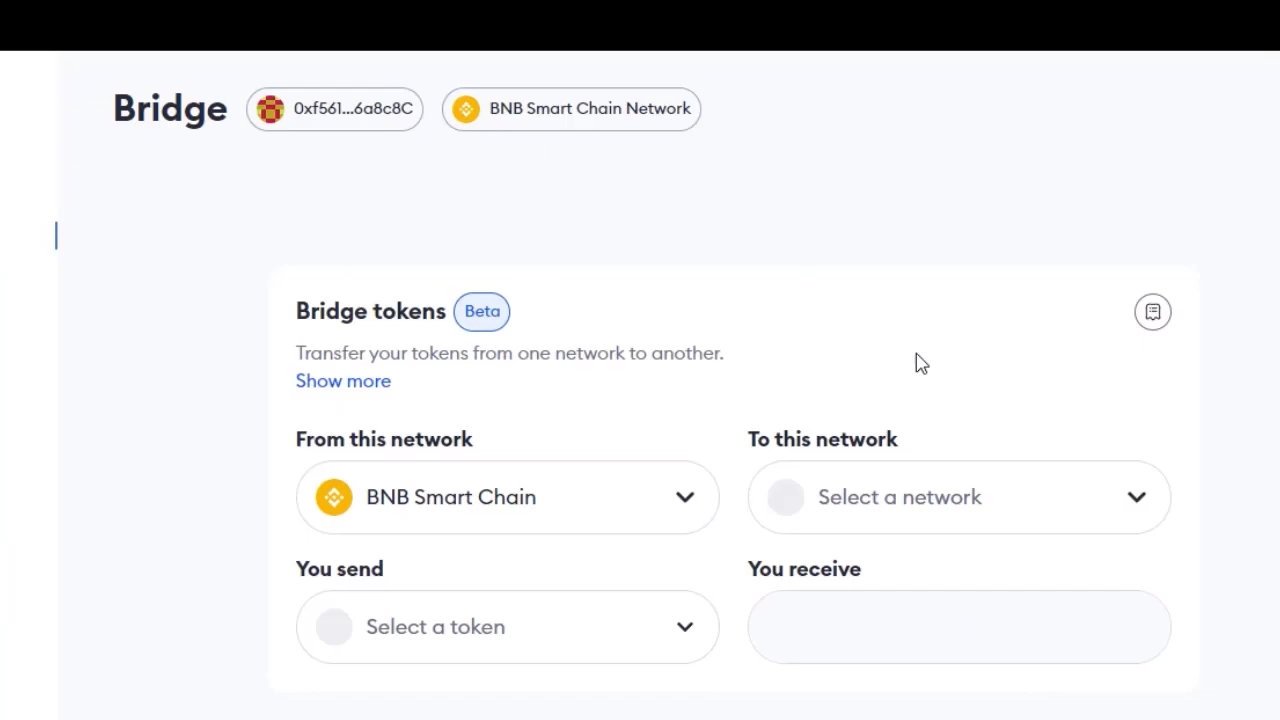 Bridge
0xf561...6a8c8C
BNB Smart Chain Network
Bridge tokens
Beta
Transfer your tokens from one network to another.
Show more
From this network
To this network
BNB Smart Chain
Select a network
You send
You receive
Select a token